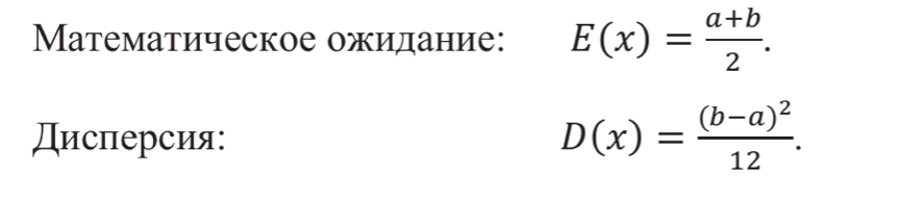 Математическое ожидание: E(x) = (a+b)/2.
Дисперсия: D(x) = (b−a)²/12.